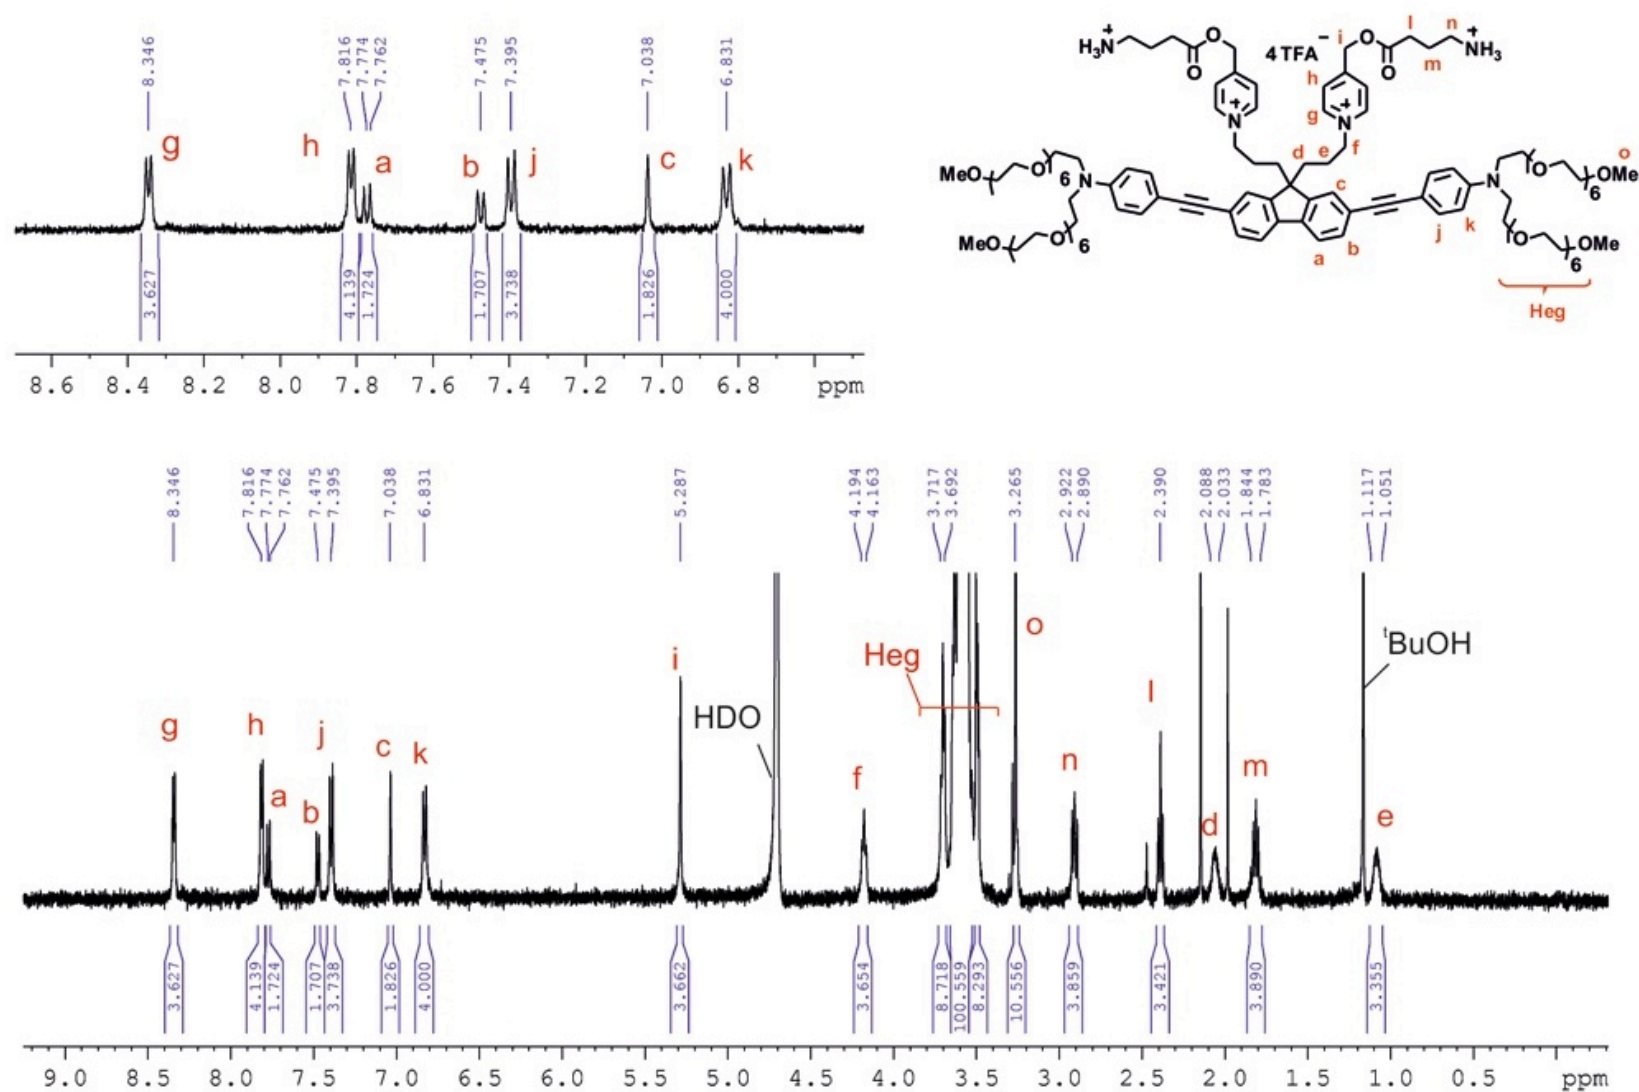 8.346 7.816 7.774 7.762 7.475 7.395 7.038 6.831
g h a b j c k
3.627 4.139 1.724 1.707 3.738 1.826 4.000
8.6 8.4 8.2 8.0 7.8 7.6 7.4 7.2 7.0 6.8 ppm
H3N+ O O 4 TFA− i O l n NH3+
O m
h
g N+ N+
d e f o
MeO O 6 N c N O 6 OMe
MeO O 6 j k O 6 OMe
a b
Heg
8.346 7.816 7.774 7.762 7.475 7.395 7.038 6.831 5.287 4.194 4.163 3.717 3.692 3.265 2.922 2.890 2.390 2.088 2.033 1.844 1.783 1.117 1.051
g h a b j c k i HDO f Heg o n l d m tBuOH e
3.627 4.139 1.724 1.707 3.738 1.826 4.000 3.662 3.654 8.718 100.559 8.293 10.556 3.859 3.421 3.890 3.355
9.0 8.5 8.0 7.5 7.0 6.5 6.0 5.5 5.0 4.5 4.0 3.5 3.0 2.5 2.0 1.5 1.0 0.5 ppm